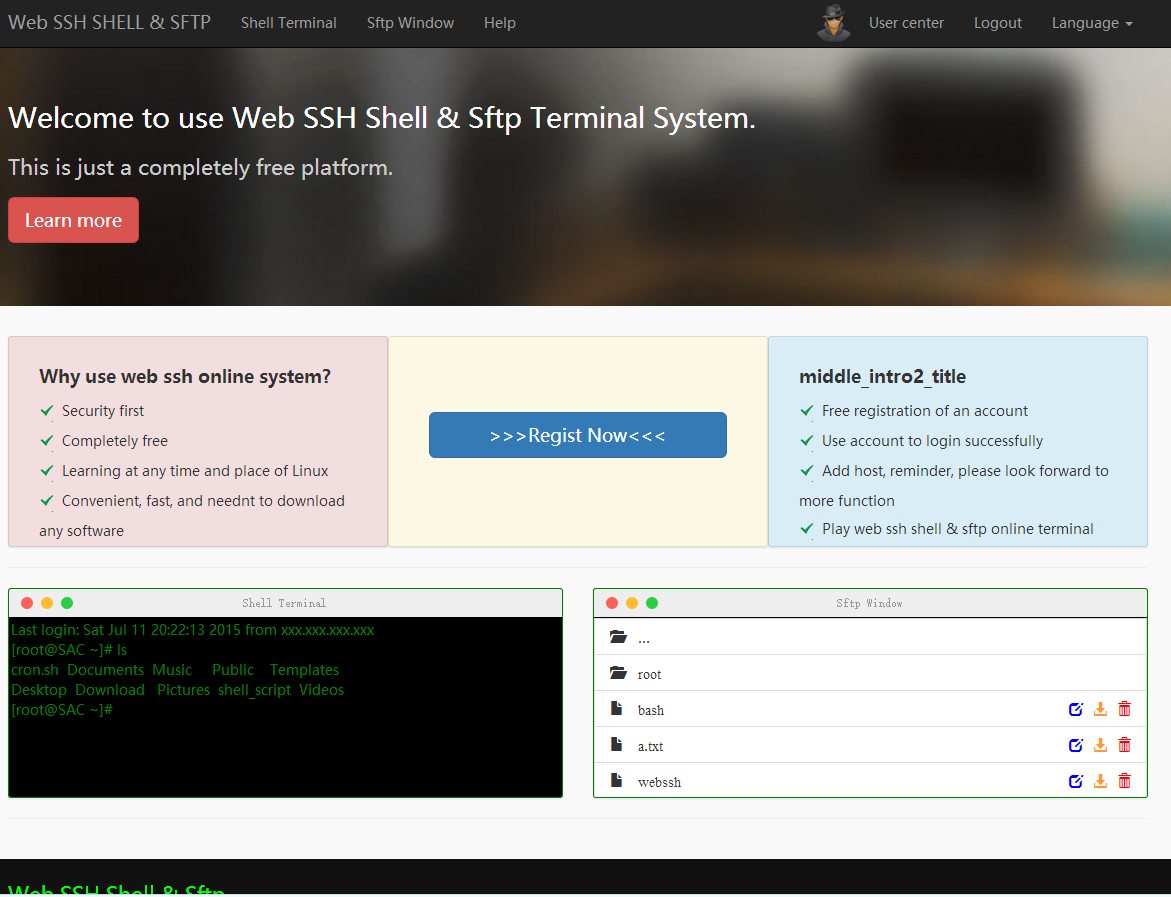 Web SSH SHELL & SFTP Shell Terminal Sftp Window Help User center Logout Language
Welcome to use Web SSH Shell & Sftp Terminal System.
This is just a completely free platform.
Learn more
Why use web ssh online system?
Security first
Completely free
Learning at any time and place of Linux
Convenient, fast, and neednt to download
any software
>>>Regist Now<<<
middle_intro2_title
Free registration of an account
Use account to login successfully
Add host, reminder, please look forward to
more function
Play web ssh shell & sftp online terminal
Shell Terminal
Last login: Sat Jul 11 20:22:13 2015 from xxx.xxx.xxx.xxx
[root@SAC ~]# ls
cron.sh Documents Music Public Templates
Desktop Download Pictures shell_script Videos
[root@SAC ~]#
Sftp Window
...
root
bash
a.txt
webssh
Web SSH Shell & Sftp